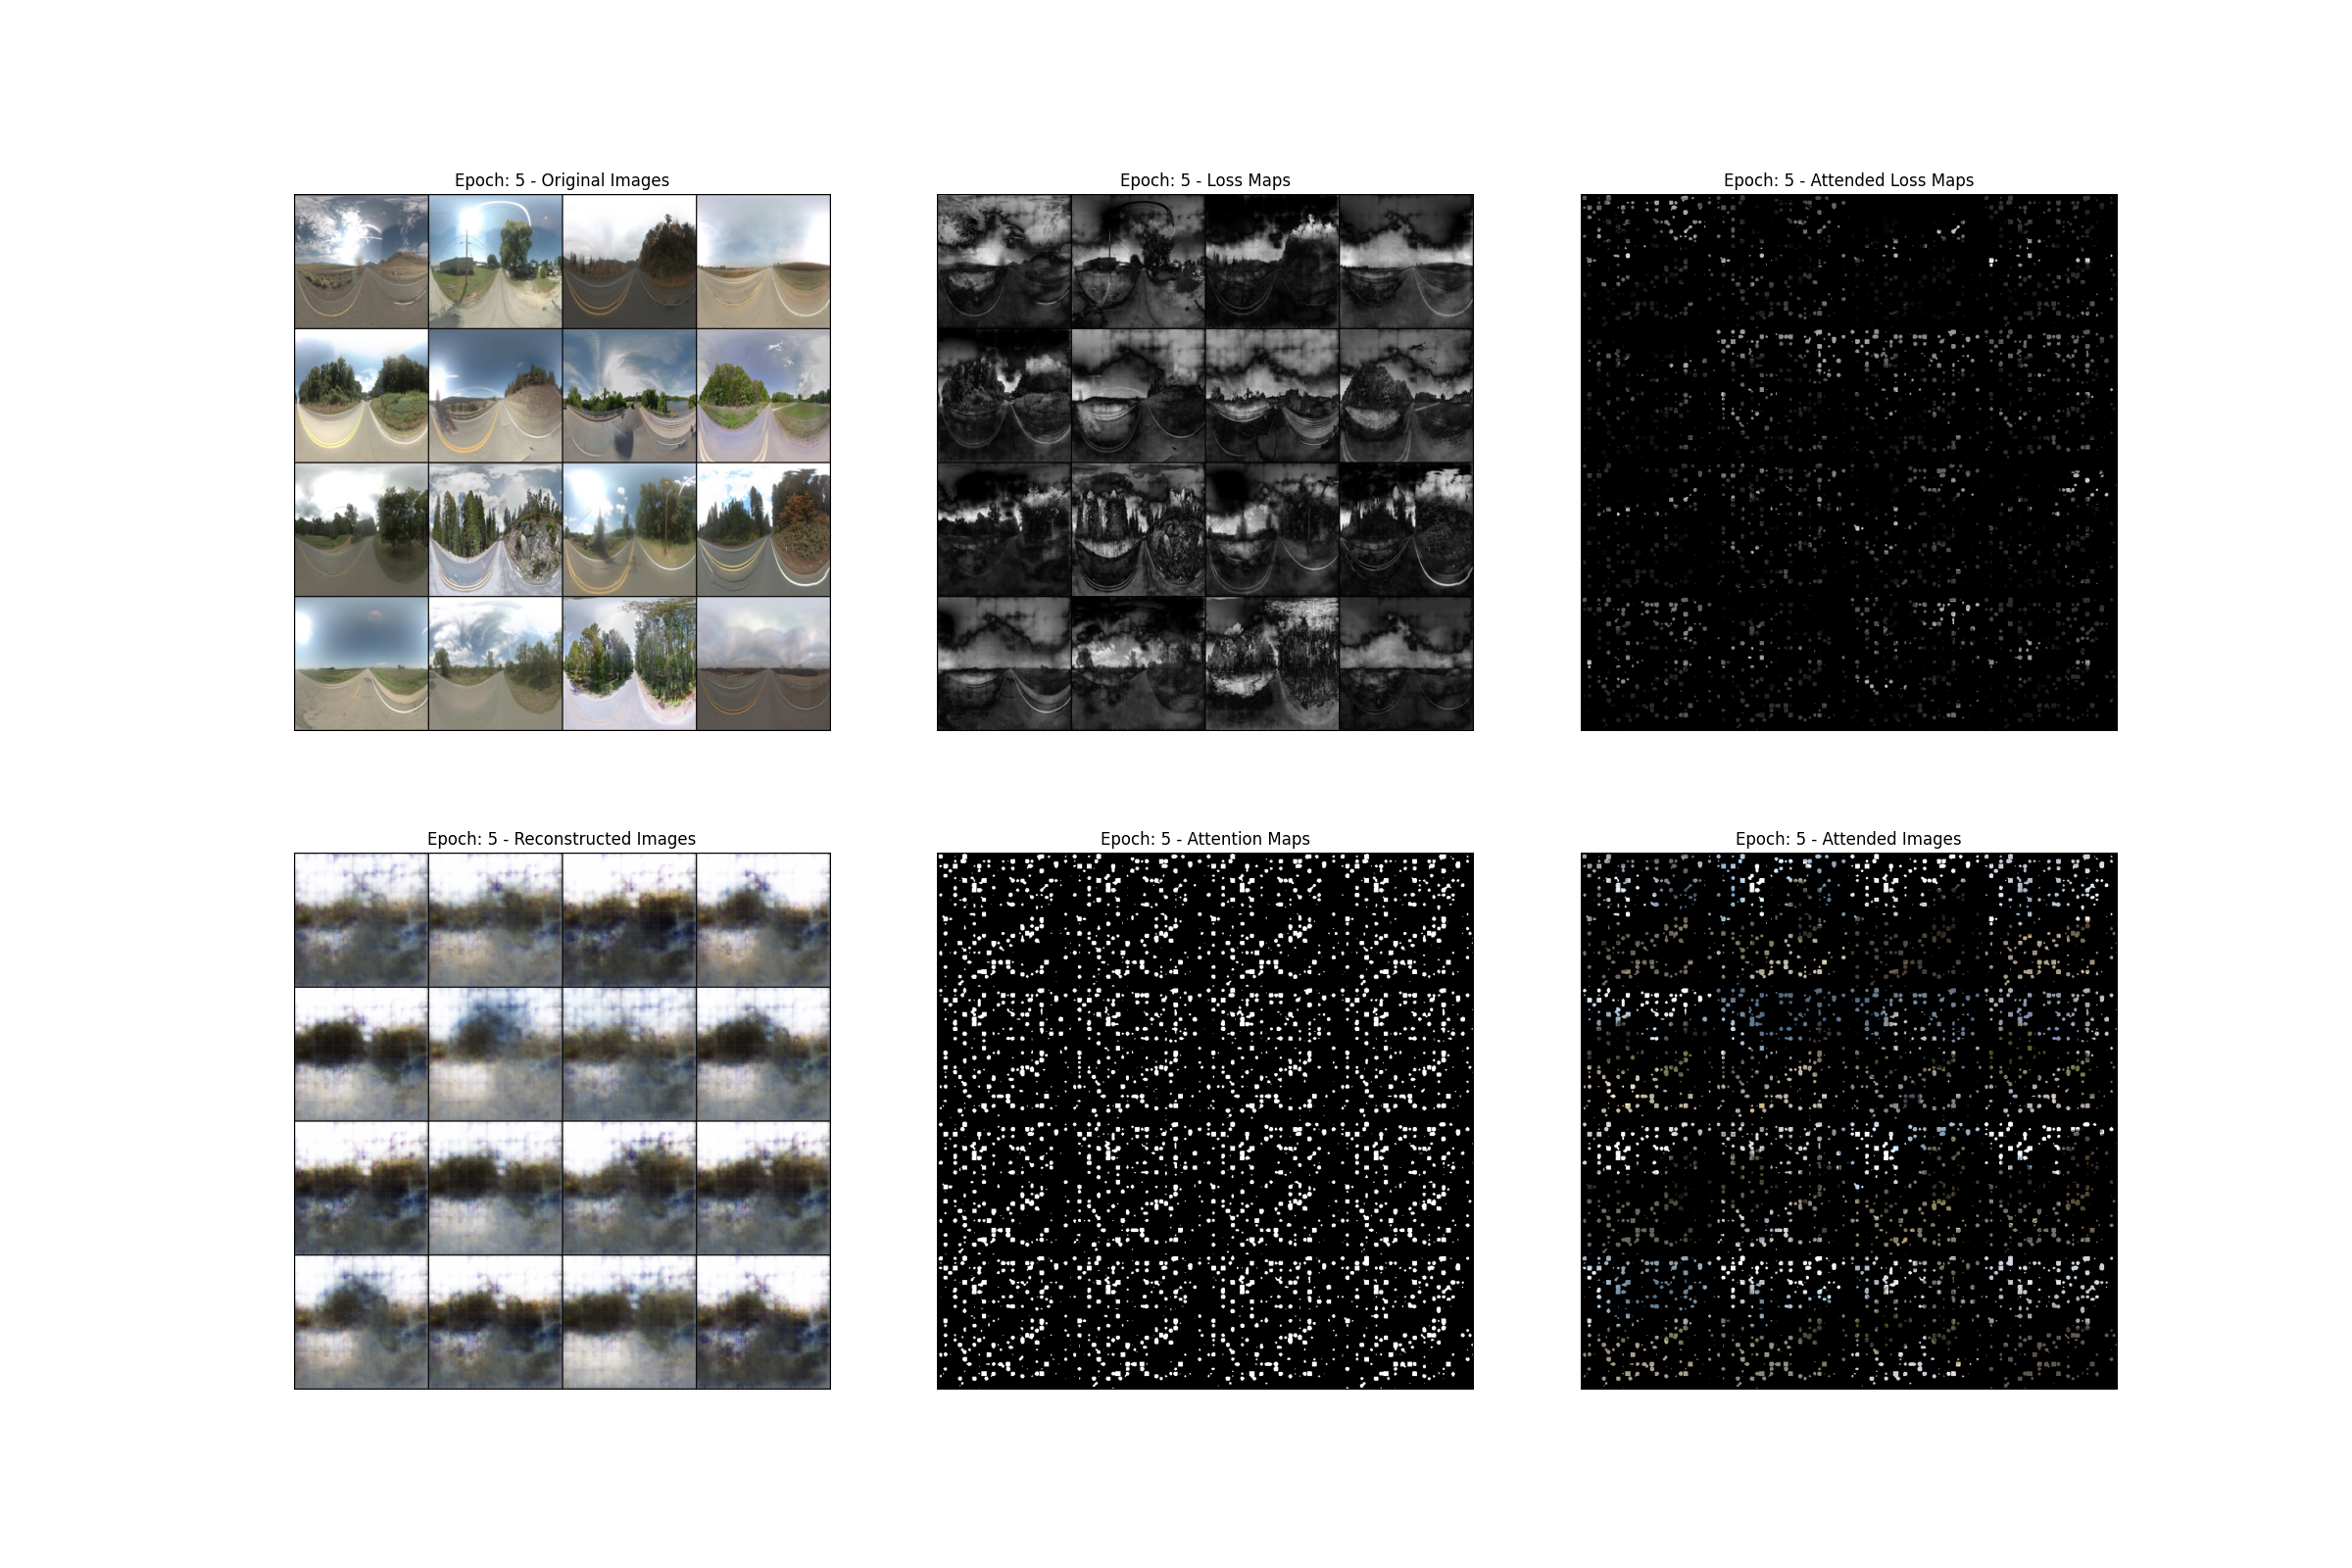 Epoch: 5 - Original Images
Epoch: 5 - Loss Maps
Epoch: 5 - Attended Loss Maps
Epoch: 5 - Reconstructed Images
Epoch: 5 - Attention Maps
Epoch: 5 - Attended Images